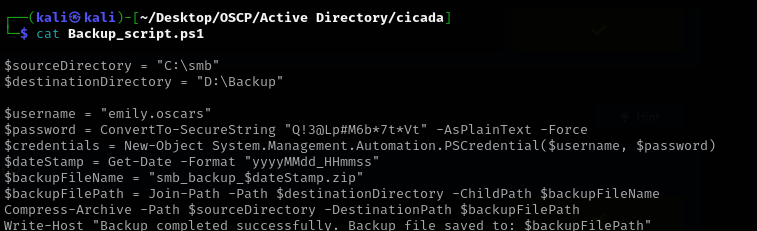 ┌──(kali㉿kali)-[~/Desktop/OSCP/Active Directory/cicada]
└─$ cat Backup_script.ps1
$sourceDirectory = "C:\smb"
$destinationDirectory = "D:\Backup"
$username = "emily.oscars"
$password = ConvertTo-SecureString "Q!3@Lp#M6b*7t*Vt" -AsPlainText -Force
$credentials = New-Object System.Management.Automation.PSCredential($username, $password)
$dateStamp = Get-Date -Format "yyyyMMdd_HHmmss"
$backupFileName = "smb_backup_$dateStamp.zip"
$backupFilePath = Join-Path -Path $destinationDirectory -ChildPath $backupFileName
Compress-Archive -Path $sourceDirectory -DestinationPath $backupFilePath
Write-Host "Backup completed successfully. Backup file saved to: $backupFilePath"